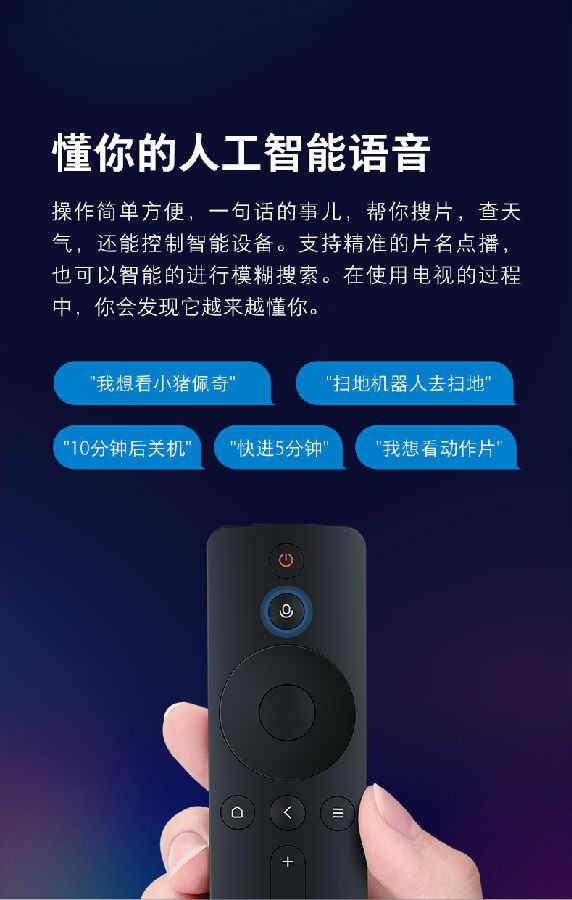 懂你的人工智能语音
操作简单方便，一句话的事儿，帮你搜片，查天
气，还能控制智能设备。支持精准的片名点播，
也可以智能的进行模糊搜索。在使用电视的过程
中，你会发现它越来越懂你。
"我想看小猪佩奇" "扫地机器人去扫地"
"10分钟后关机" "快进5分钟" "我想看动作片"
+